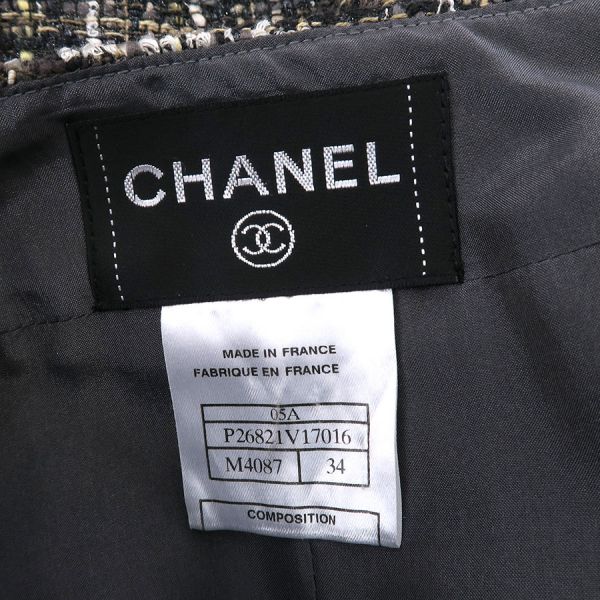 CHANEL
MADE IN FRANCE
FABRIQUE EN FRANCE
05A
P26821V17016
M4087 34
COMPOSITION